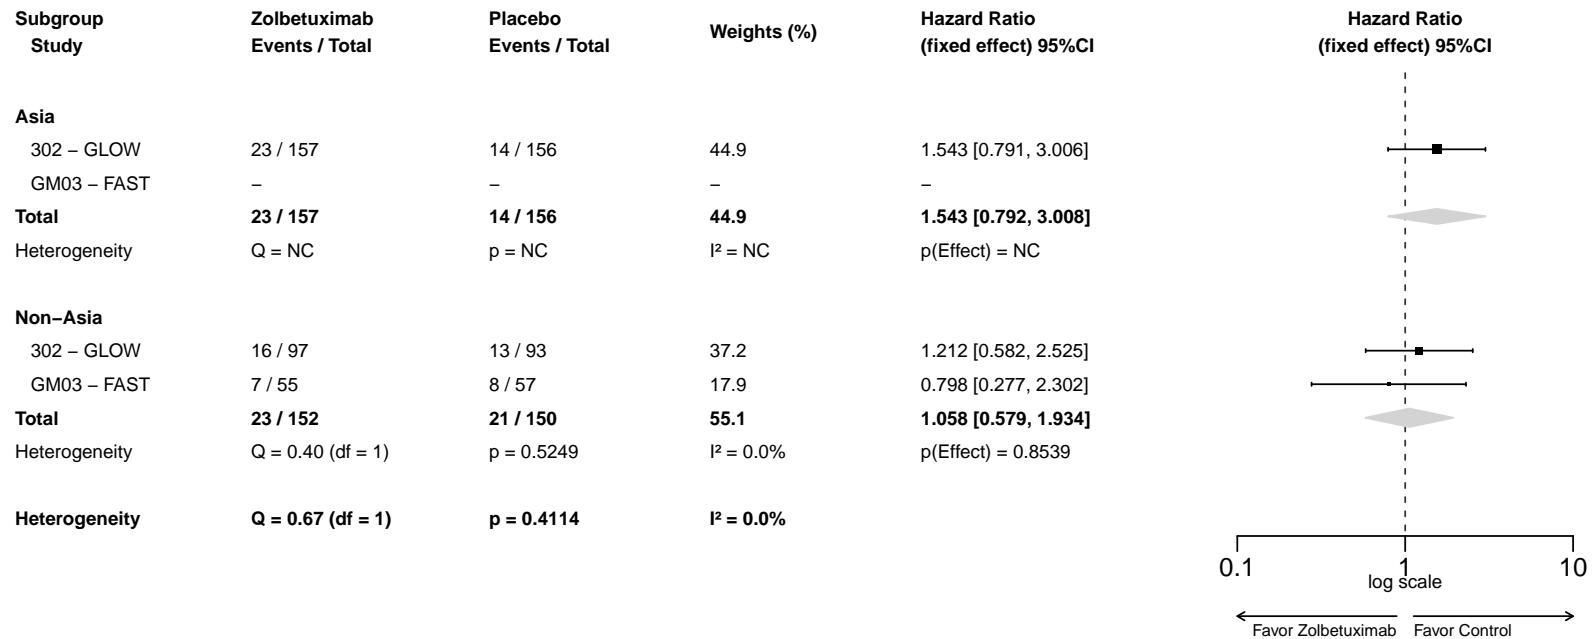 Subgroup Zolbetuximab Placebo Weights (%) Hazard Ratio Hazard Ratio
Study Events / Total Events / Total (fixed effect) 95%CI (fixed effect) 95%CI
Asia
302 − GLOW 23 / 157 14 / 156 44.9 1.543 [0.791, 3.006]
GM03 − FAST − − − −
Total 23 / 157 14 / 156 44.9 1.543 [0.792, 3.008]
Heterogeneity Q = NC p = NC I² = NC p(Effect) = NC
Non−Asia
302 − GLOW 16 / 97 13 / 93 37.2 1.212 [0.582, 2.525]
GM03 − FAST 7 / 55 8 / 57 17.9 0.798 [0.277, 2.302]
Total 23 / 152 21 / 150 55.1 1.058 [0.579, 1.934]
Heterogeneity Q = 0.40 (df = 1) p = 0.5249 I² = 0.0% p(Effect) = 0.8539
Heterogeneity Q = 0.67 (df = 1) p = 0.4114 I² = 0.0%
0.1 1 10
log scale
Favor Zolbetuximab Favor Control